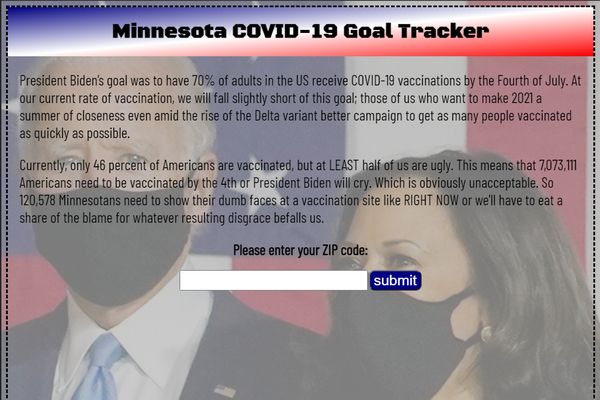 Minnesota COVID-19 Goal Tracker
President Biden's goal was to have 70% of adults in the US receive COVID-19 vaccinations by the Fourth of July. At
our current rate of vaccination, we will fall slightly short of this goal; those of us who want to make 2021 a
summer of closeness even amid the rise of the Delta variant better campaign to get as many people vaccinated
as quickly as possible.
Currently, only 46 percent of Americans are vaccinated, but at LEAST half of us are ugly. This means that 7,073,111
Americans need to be vaccinated by the 4th or President Biden will cry. Which is obviously unacceptable. So
120,578 Minnesotans need to show their dumb faces at a vaccination site like RIGHT NOW or we'll have to eat a
share of the blame for whatever resulting disgrace befalls us.
Please enter your ZIP code:
submit